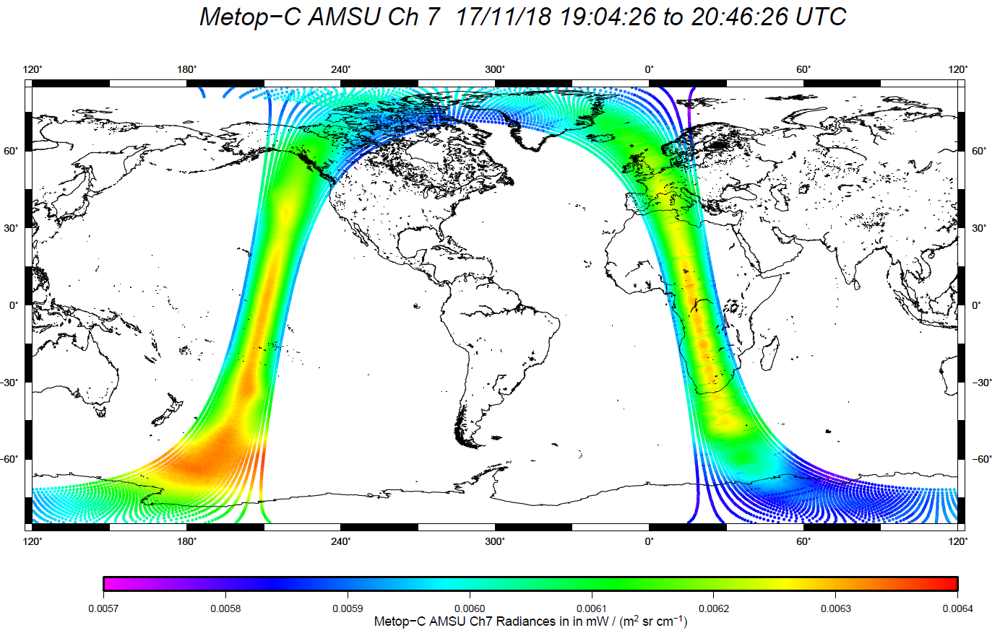 Metop−C AMSU Ch 7 17/11/18 19:04:26 to 20:46:26 UTC
120˚ 180˚ 240˚ 300˚ 0˚ 60˚ 120˚
60˚ 60˚
30˚ 30˚
0˚ 0˚
−30˚ −30˚
−60˚ −60˚
120˚ 180˚ 240˚ 300˚ 0˚ 60˚ 120˚
0.0057 0.0058 0.0059 0.0060 0.0061 0.0062 0.0063 0.0064
Metop−C AMSU Ch7 Radiances in in mW / (m² sr cm⁻¹)